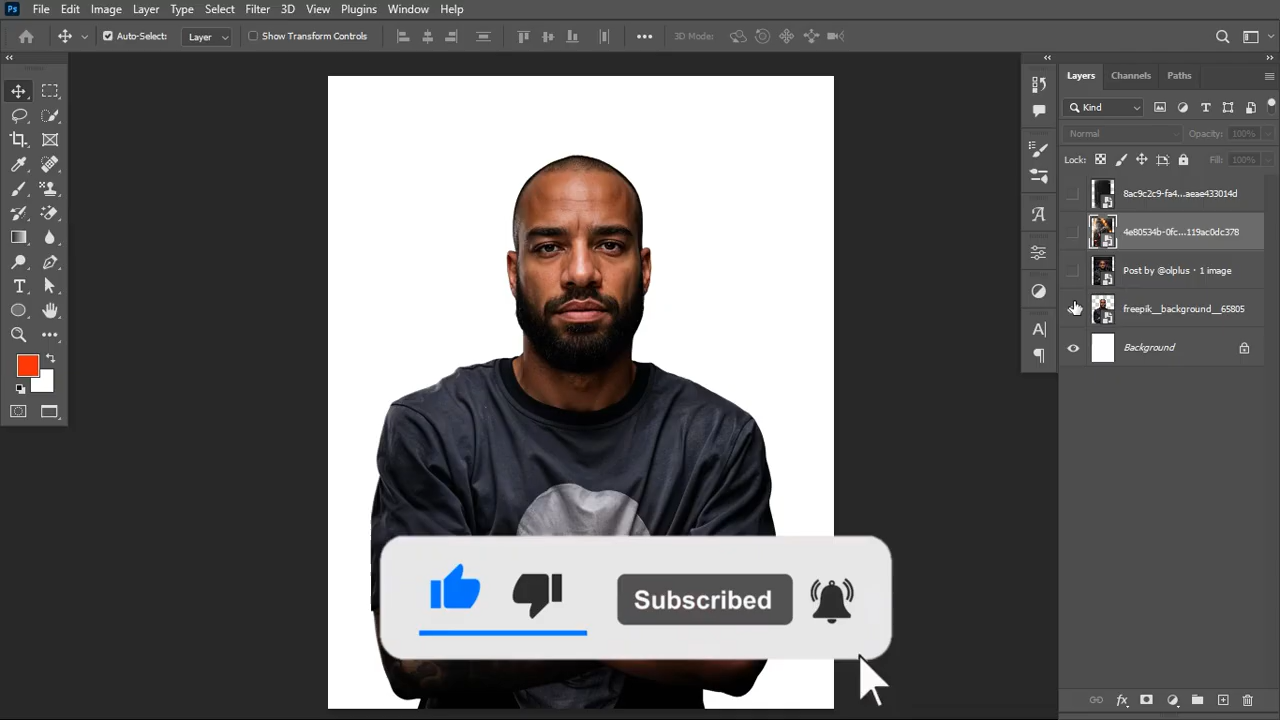 Ps File Edit Image Layer Type Select Filter 3D View Plugins Window Help
Auto-Select: Layer Show Transform Controls 3D Mode:
Layers Channels Paths
Kind
Normal Opacity: 100%
Lock: Fill: 100%
8ac9c2c9-fa4...aeae433014d
4e80534b-0fc...119ac0dc378
Post by @obplus · 1 image
freepik__background__65805
Background
Subscribed